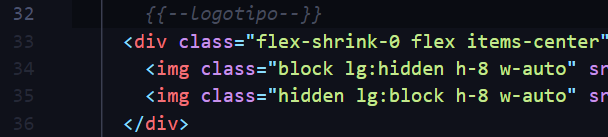 32 {{--logotipo--}}
33 <div class="flex-shrink-0 flex items-center"
34 <img class="block lg:hidden h-8 w-auto" sr
35 <img class="hidden lg:block h-8 w-auto" sr
36 </div>